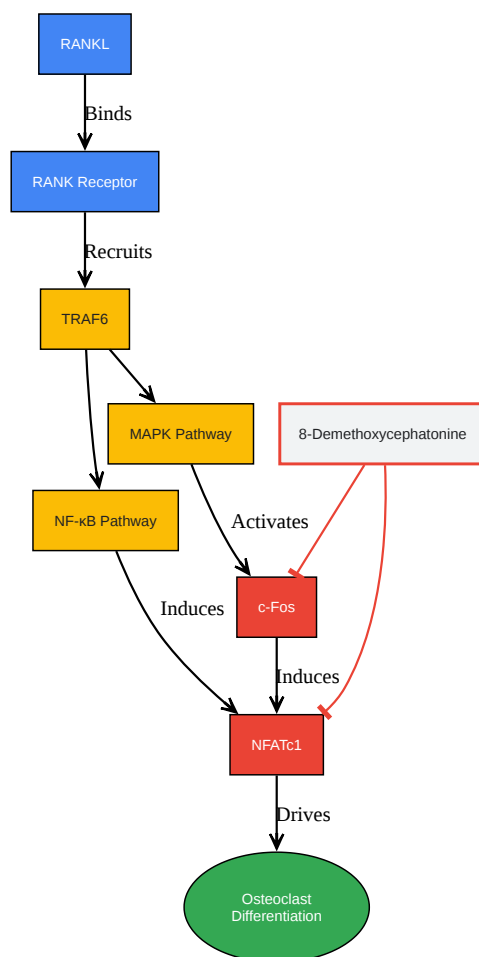 RANKL
Binds
RANK Receptor
Recruits
TRAF6
MAPK Pathway
8-Demethoxycephatonine
NF-κB Pathway
Activates
c-Fos
Induces
Induces
NFATc1
Drives
Osteoclast
Differentiation